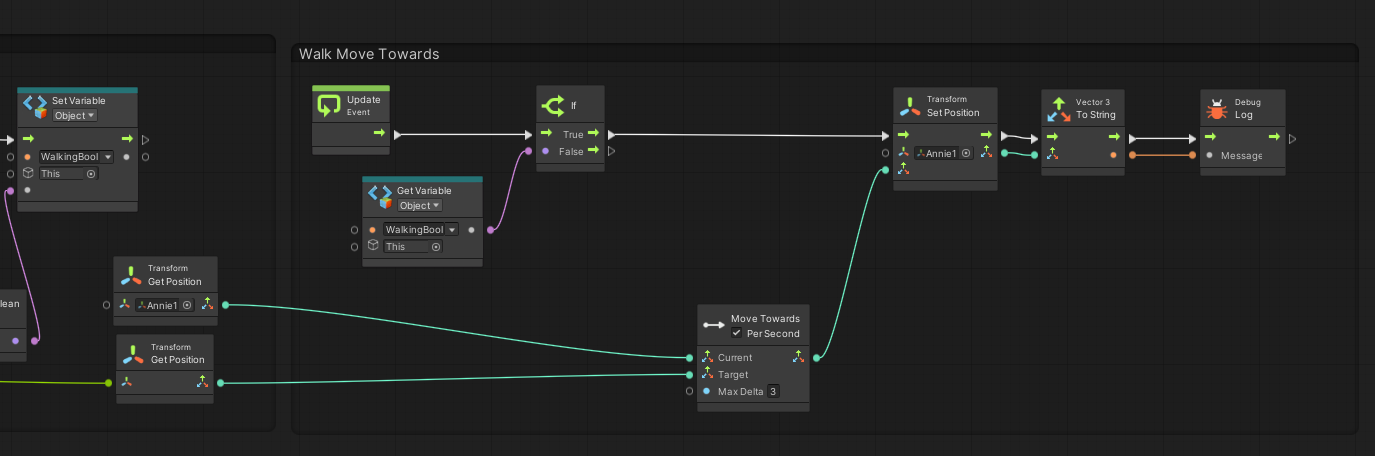 Walk Move Towards
Set Variable
Object
WalkingBool
This
lean
Transform
Get Position
Annie1
Transform
Get Position
Update
Event
If
True
False
Get Variable
Object
WalkingBool
This
Move Towards
Per Second
Current
Target
Max Delta 3
Transform
Set Position
Annie1
Vector 3
To String
Debug
Log
Message